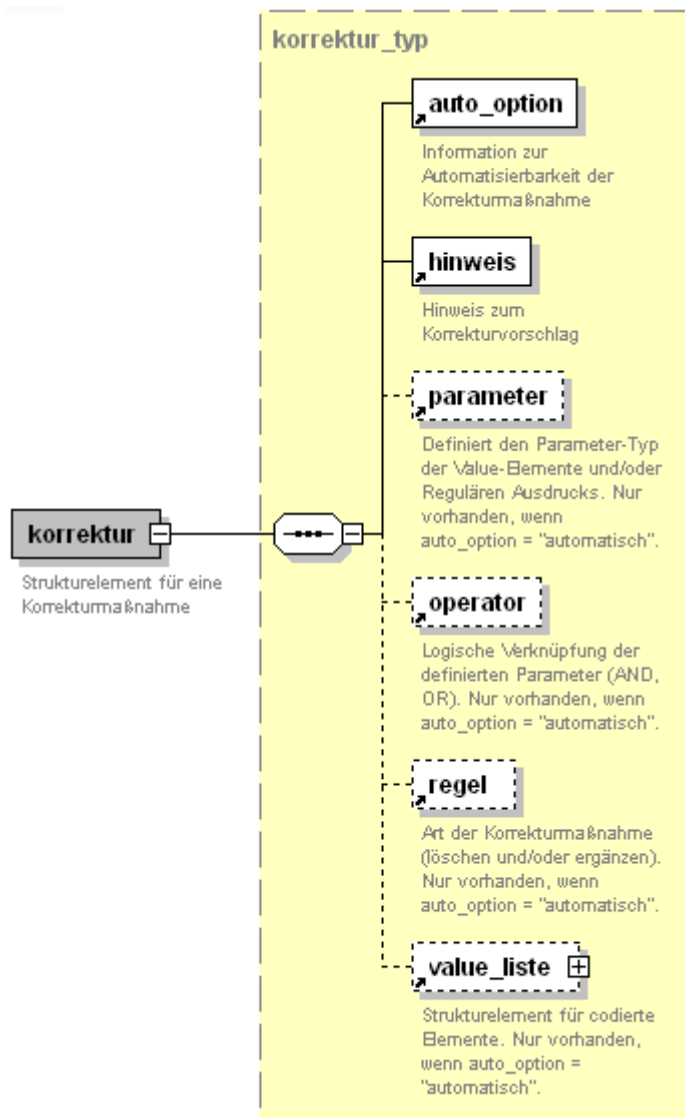 korrektur_typ
auto_option
Information zur
Automatisierbarkeit der
Korrekturmaßnahme
hinweis
Hinweis zum
Korrekturvorschlag
parameter
Definiert den Parameter-Typ
der Value-Elemente und/oder
Regulären Ausdrucks. Nur
vorhanden, wenn
auto_option = "automatisch".
korrektur
Strukturelement für eine
Korrekturmaßnahme
operator
Logische Verknüpfung der
definierten Parameter (AND,
OR). Nur vorhanden, wenn
auto_option = "automatisch".
regel
Art der Korrekturmaßnahme
(löschen und/oder ergänzen).
Nur vorhanden, wenn
auto_option = "automatisch".
value_liste
Strukturelement für codierte
Elemente. Nur vorhanden,
wenn auto_option =
"automatisch".